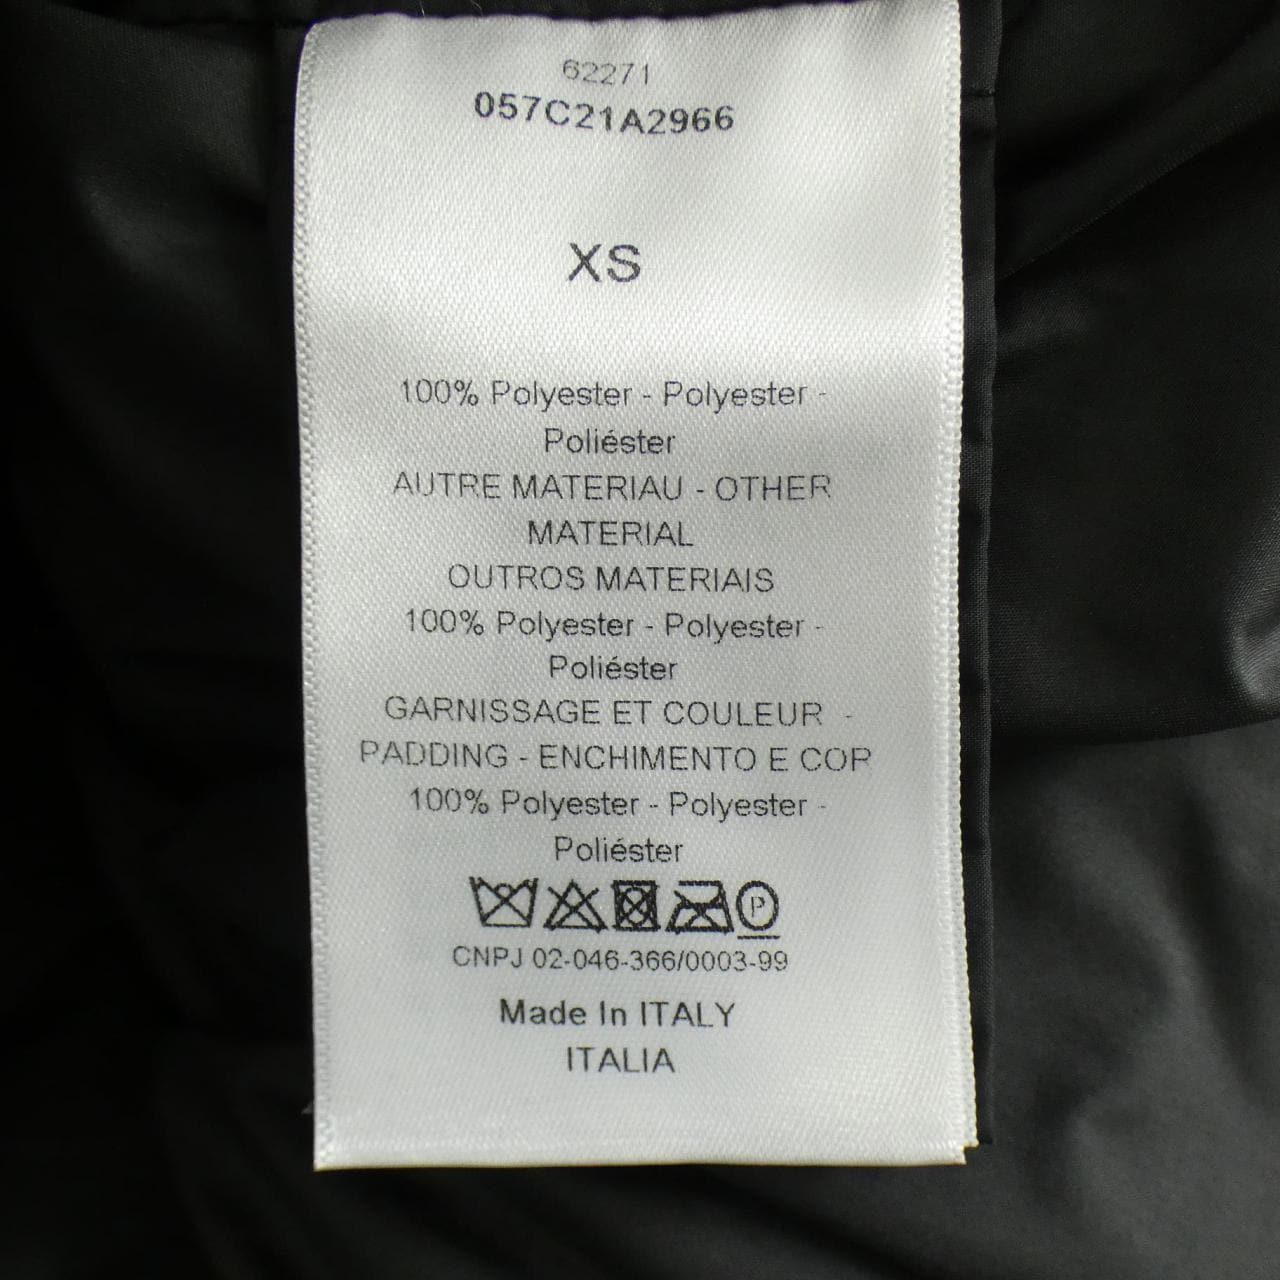 62271
057C21A2966
XS
100% Polyester - Polyester -
Poliéster
AUTRE MATERIAU - OTHER
MATERIAL
OUTROS MATERIAIS
100% Polyester - Polyester -
Poliéster
GARNISSAGE ET COULEUR -
PADDING - ENCHIMENTO E COR
100% Polyester - Polyester -
Poliéster
P
CNPJ 02-046-366/0003-99
Made In ITALY
ITALIA